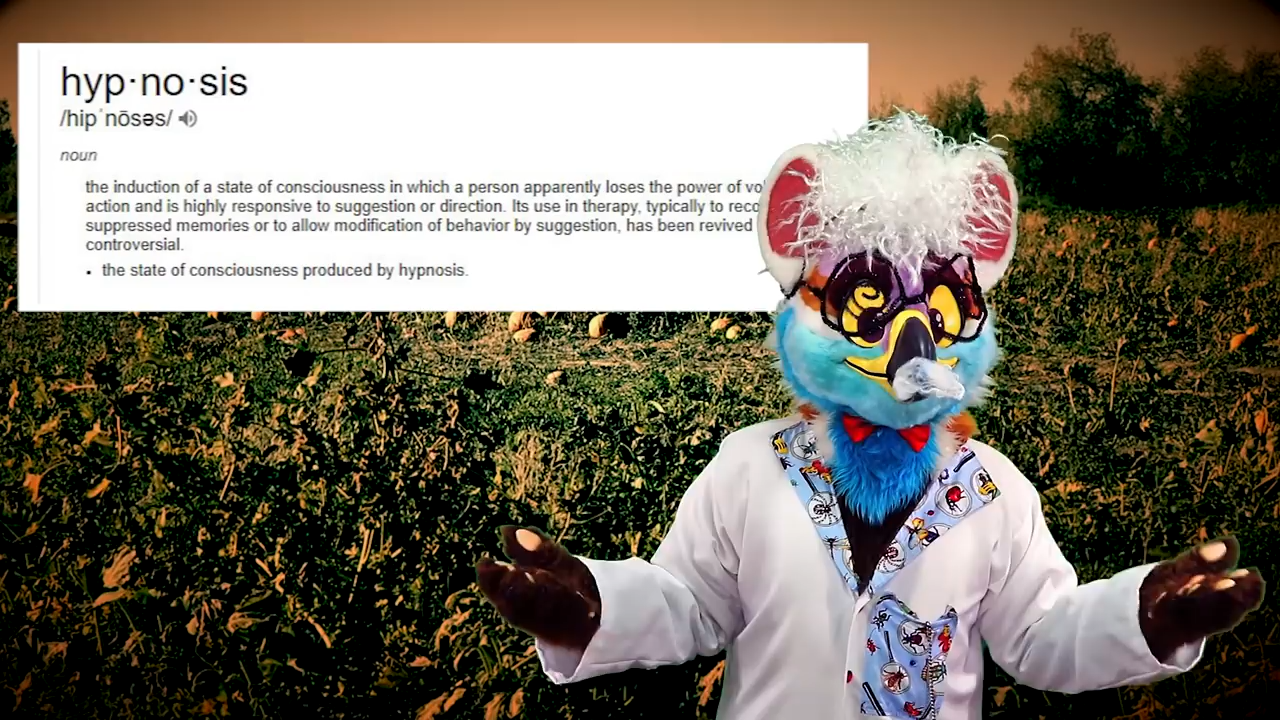 hyp·no·sis
/hipˈnōsəs/
noun
the induction of a state of consciousness in which a person apparently loses the power of
action and is highly responsive to suggestion or direction. Its use in therapy, typically to
suppressed memories or to allow modification of behavior by suggestion, has been revived
controversial.
• the state of consciousness produced by hypnosis.